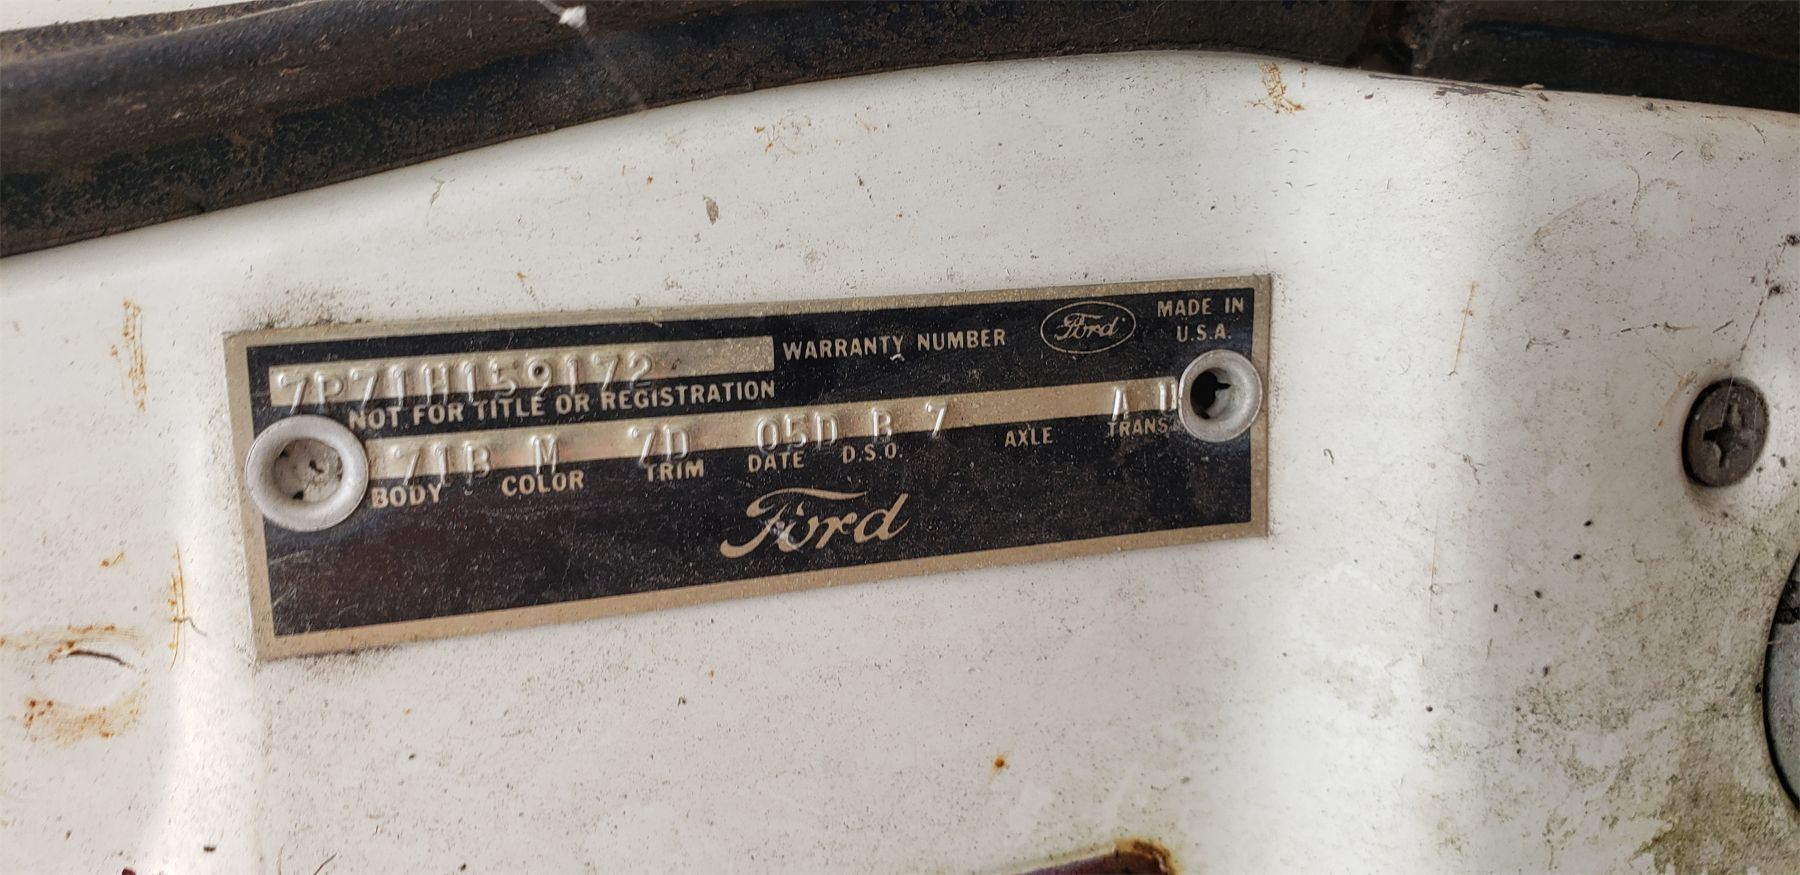 MADE IN
U.S.A.
Ford
7P71H159172 WARRANTY NUMBER
NOT FOR TITLE OR REGISTRATION
71B M 7D 05D B 7 A U
BODY COLOR TRIM DATE D.S.O. AXLE TRANS
Ford